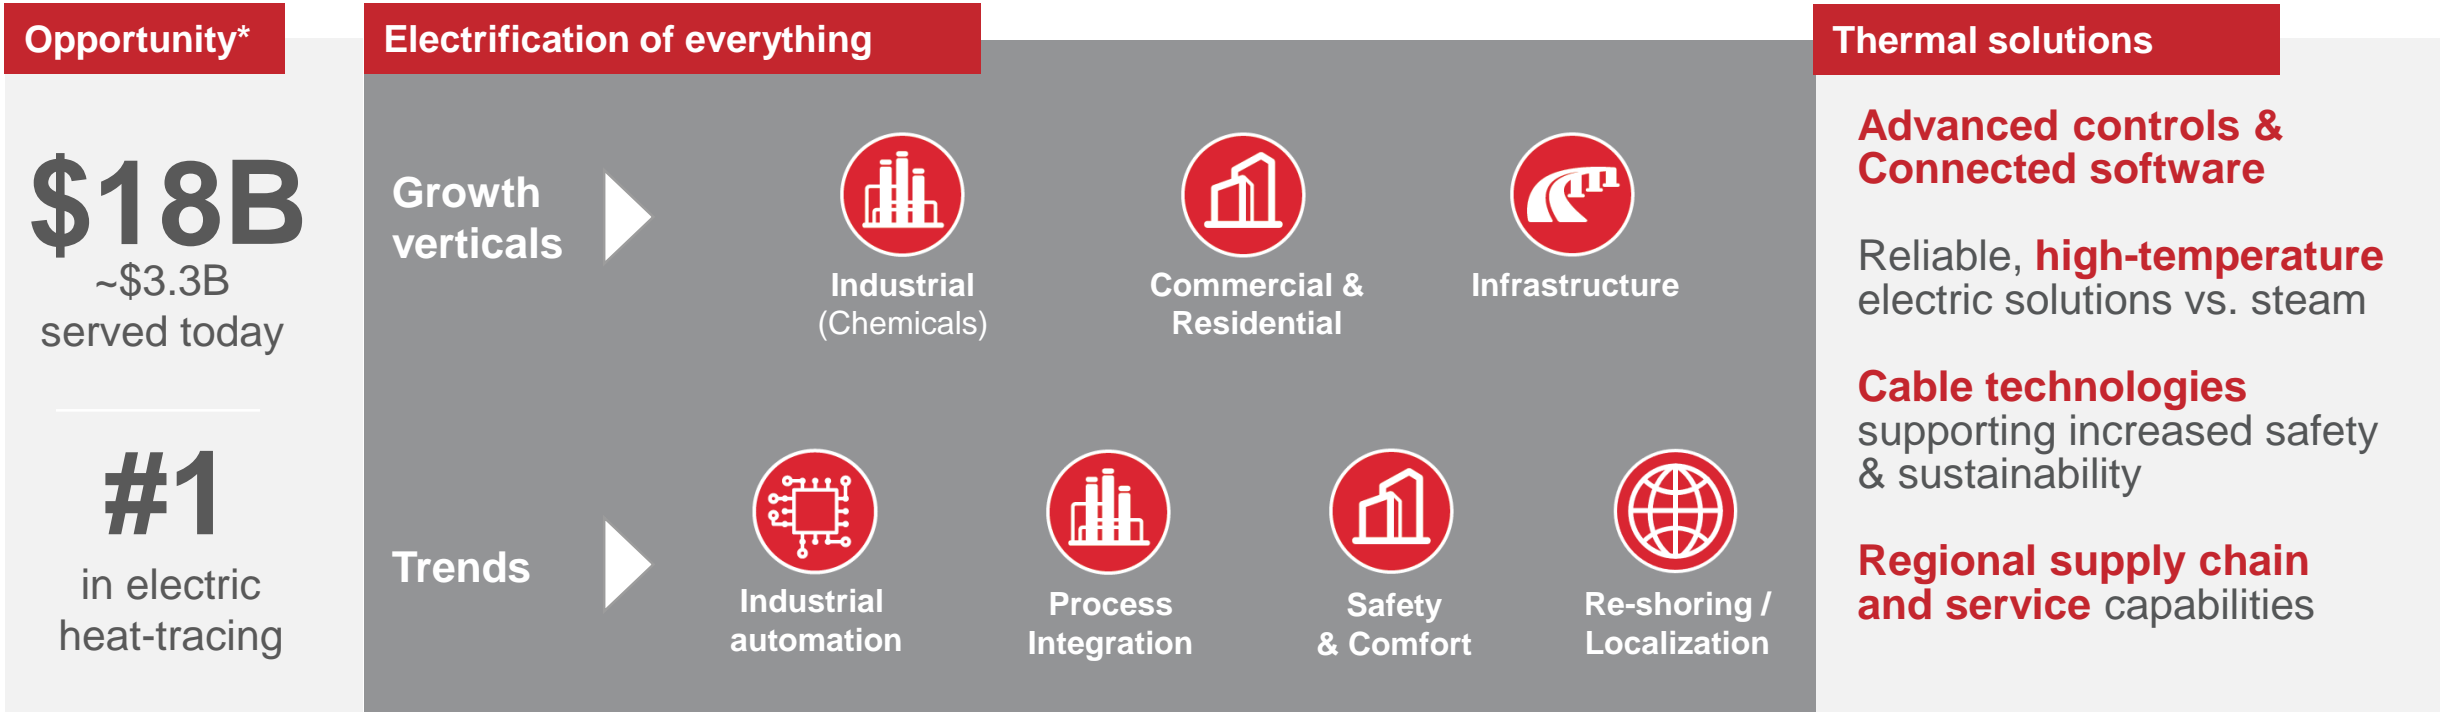 Opportunity*
$18B
~$3.3B
served today
#1
in electric
heat-tracing
Electrification of everything
Growth
verticals
Industrial
(Chemicals)
Commercial &
Residential
Infrastructure
Trends
Industrial
automation
Process
Integration
Safety
& Comfort
Re-shoring /
Localization
Thermal solutions
Advanced controls &
Connected software
Reliable, high-temperature
electric solutions vs. steam
Cable technologies
supporting increased safety
& sustainability
Regional supply chain
and service capabilities